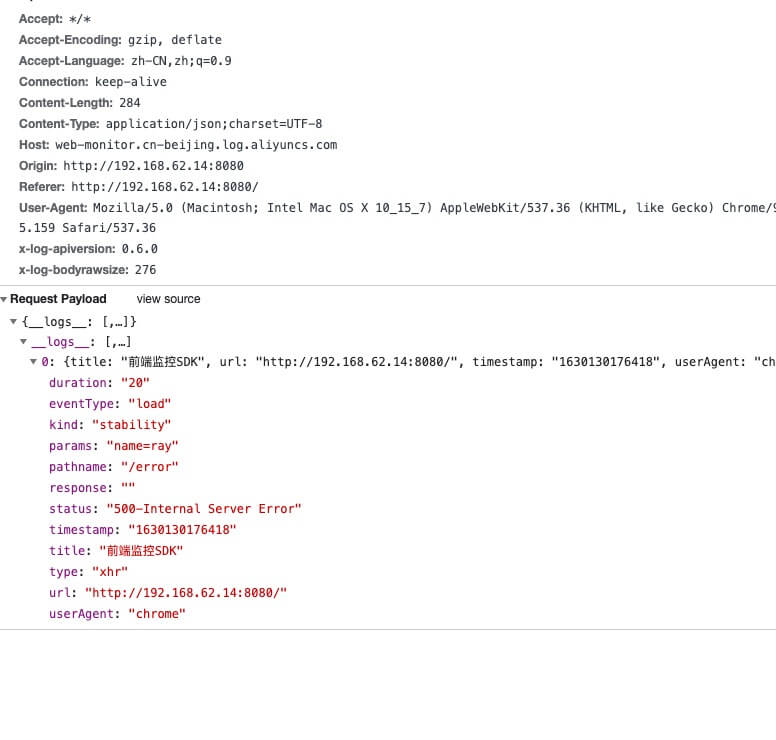 Accept: */*
Accept-Encoding: gzip, deflate
Accept-Language: zh-CN,zh;q=0.9
Connection: keep-alive
Content-Length: 284
Content-Type: application/json;charset=UTF-8
Host: web-monitor.cn-beijing.log.aliyuncs.com
Origin: http://192.168.62.14:8080
Referer: http://192.168.62.14:8080/
User-Agent: Mozilla/5.0 (Macintosh; Intel Mac OS X 10_15_7) AppleWebKit/537.36 (KHTML, like Gecko) Chrome/9
5.159 Safari/537.36
x-log-apiversion: 0.6.0
x-log-bodyrawsize: 276
Request Payload view source
{__logs__: [,…]}
__logs__: [,…]
0: {title: "前端监控SDK", url: "http://192.168.62.14:8080/", timestamp: "1630130176418", userAgent: "ch
duration: "20"
eventType: "load"
kind: "stability"
params: "name=ray"
pathname: "/error"
response: ""
status: "500-Internal Server Error"
timestamp: "1630130176418"
title: "前端监控SDK"
type: "xhr"
url: "http://192.168.62.14:8080/"
userAgent: "chrome"